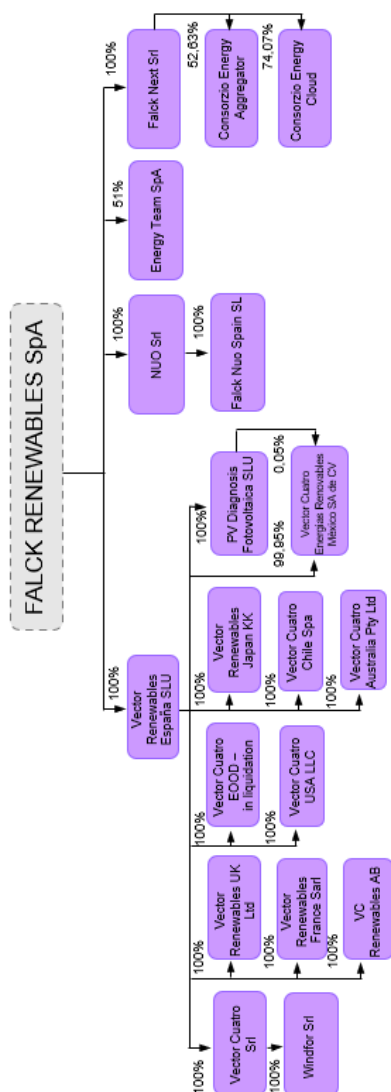 FALCK RENEWABLES SpA
100%
Vector
Renewables
España SLU
100%
NUO Srl
51%
Energy Team SpA
100%
Falck Next Srl
100%
Vector Cuatro
Srl
100%
Windfor Srl
100%
Vector
Renewables UK
Ltd
100%
Vector
Renewables
France Sarl
100%
VC
Renewables AB
100%
Vector Cuatro
EOOD –
in liquidation
100%
Vector Cuatro
USA LLC
100%
Vector
Renewables
Japan KK
100%
Vector Cuatro
Chile Spa
100%
Vector Cuatro
Australia Pty Ltd
100%
PV Diagnosis
Fotovoltaica SLU
99,95%
0,05%
Vector Cuatro
Energias Renovables
México SA de CV
100%
Falck Nuo Spain SL
52,63%
Consorzio Energy
Aggregator
74,07%
Consorzio Energy
Cloud